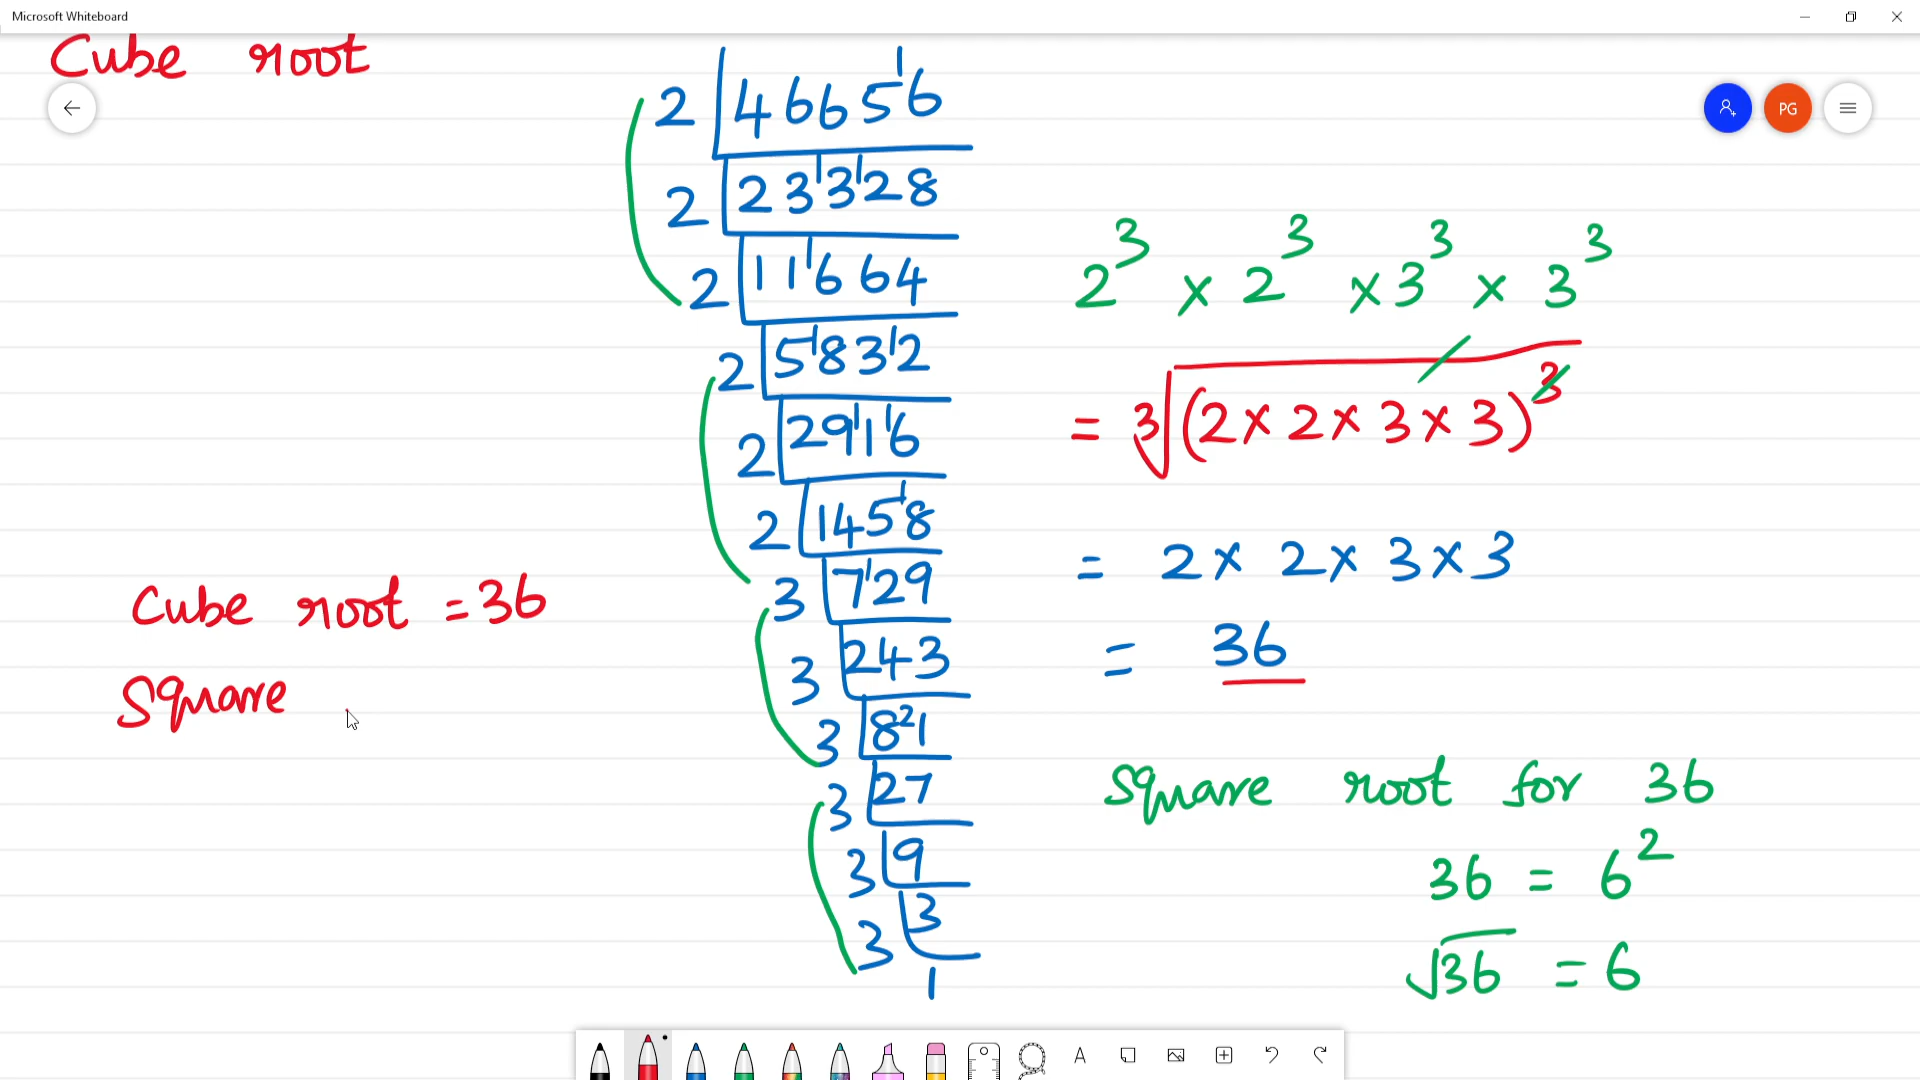 Microsoft Whiteboard
Cube root
PG
2 | 46656
2 | 23328
2 | 11664
2 | 5832
2 | 2916
2 | 1458
3 | 729
3 | 243
3 | 81
3 | 27
3 | 9
3 | 3
1
2³ × 2³ × 3³ × 3³
= ∛(2 × 2 × 3 × 3)³
= 2 × 2 × 3 × 3
= 36
Cube root = 36
Square
Square root for 36
36 = 6²
√36 = 6
A